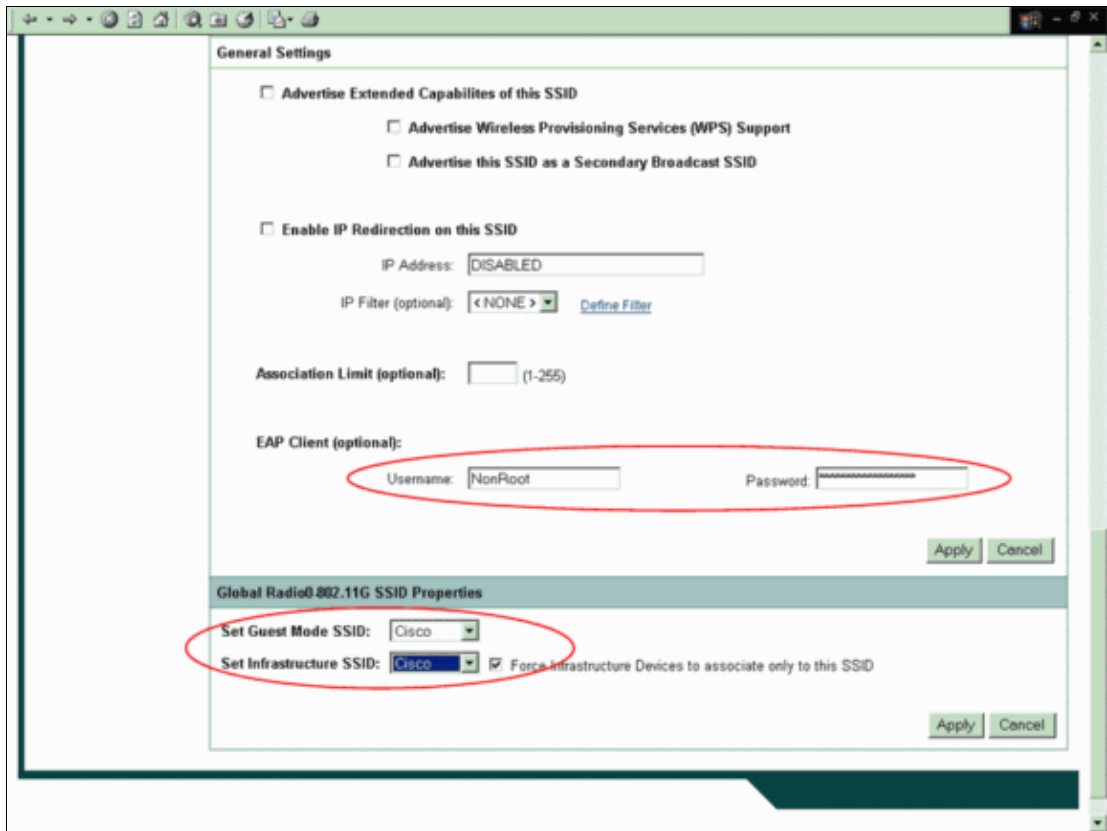 General Settings
Advertise Extended Capabilites of this SSID
Advertise Wireless Provisioning Services (WPS) Support
Advertise this SSID as a Secondary Broadcast SSID
Enable IP Redirection on this SSID
IP Address: DISABLED
IP Filter (optional): < NONE > Define Filter
Association Limit (optional): (1-255)
EAP Client (optional):
Username: NonRoot Password: ******************
Apply Cancel
Global Radio0-802.11G SSID Properties
Set Guest Mode SSID: Cisco
Set Infrastructure SSID: Cisco Force Infrastructure Devices to associate only to this SSID
Apply Cancel